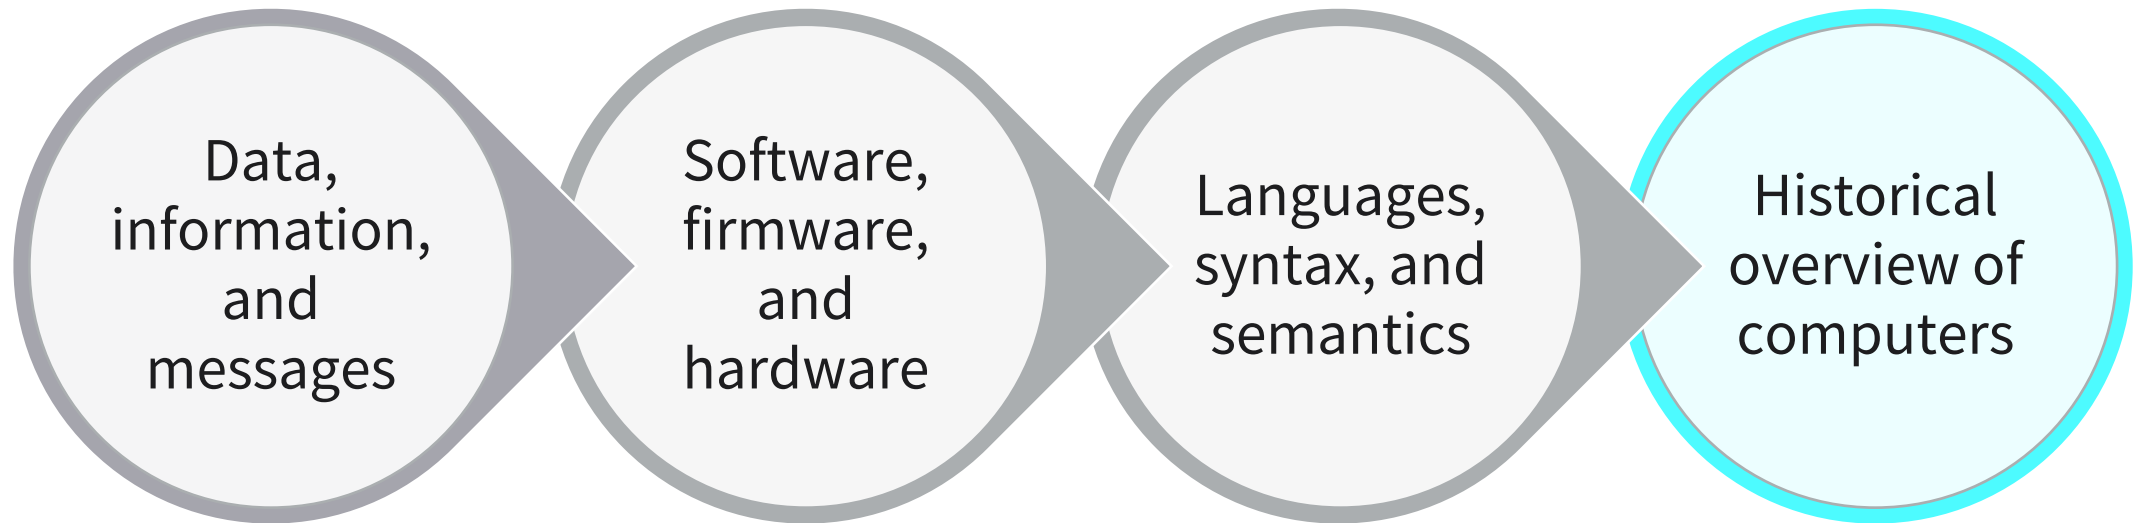 Data,
information,
and
messages
Software,
firmware,
and
hardware
Languages,
syntax, and
semantics
Historical
overview of
computers